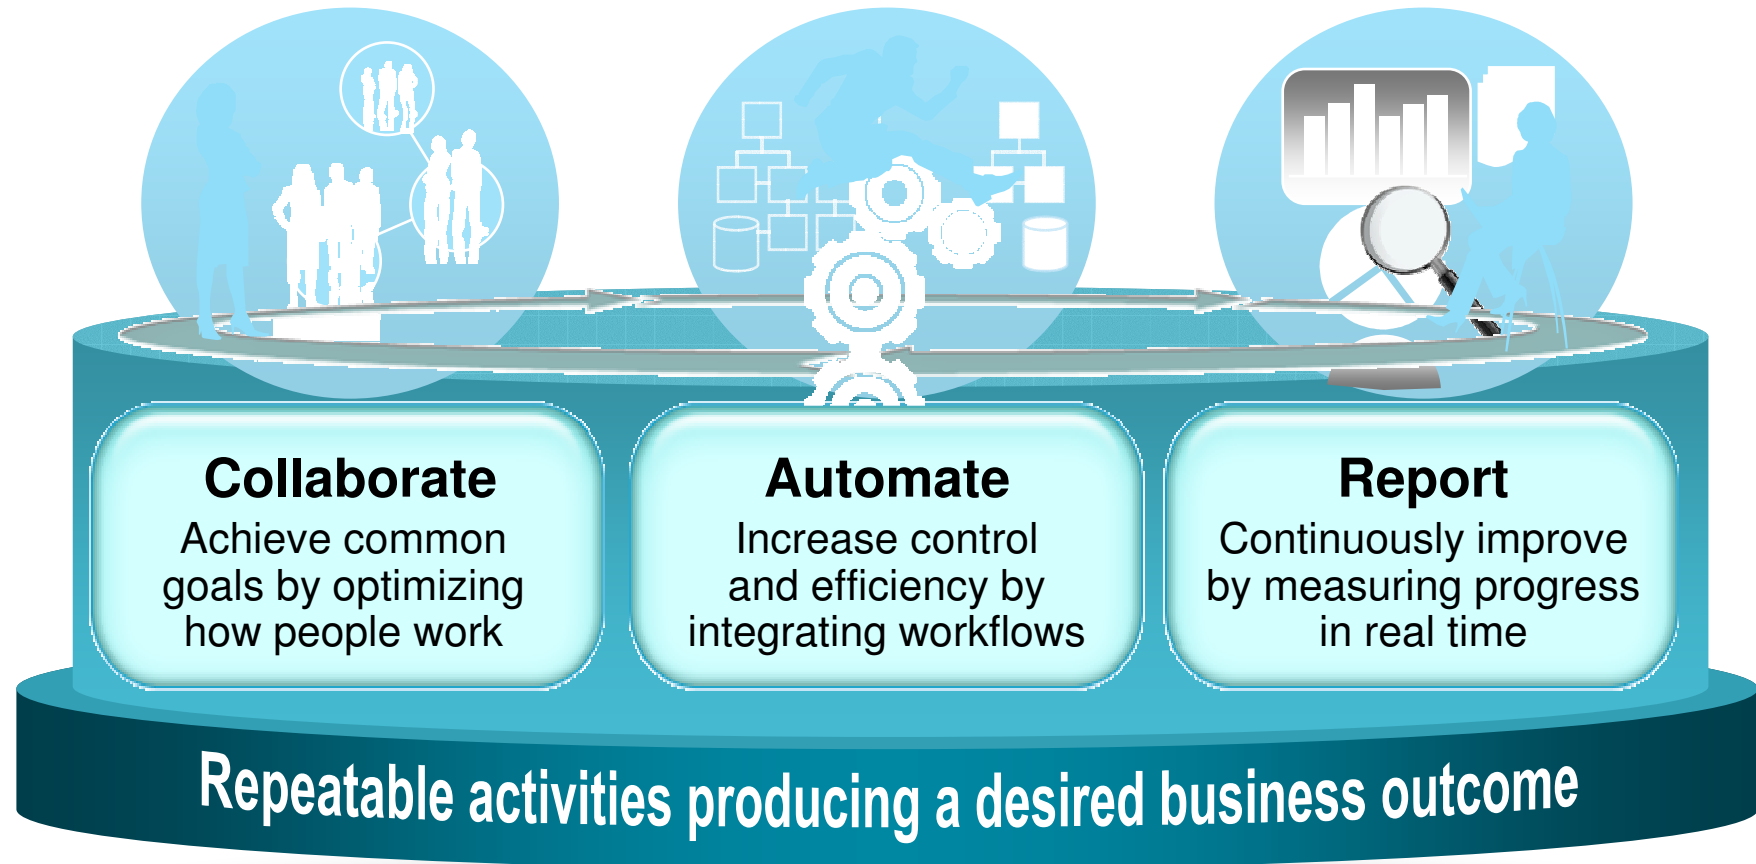 Collaborate
Achieve common
goals by optimizing
how people work
Automate
Increase control
and efficiency by
integrating workflows
Report
Continuously improve
by measuring progress
in real time
Repeatable activities producing a desired business outcome